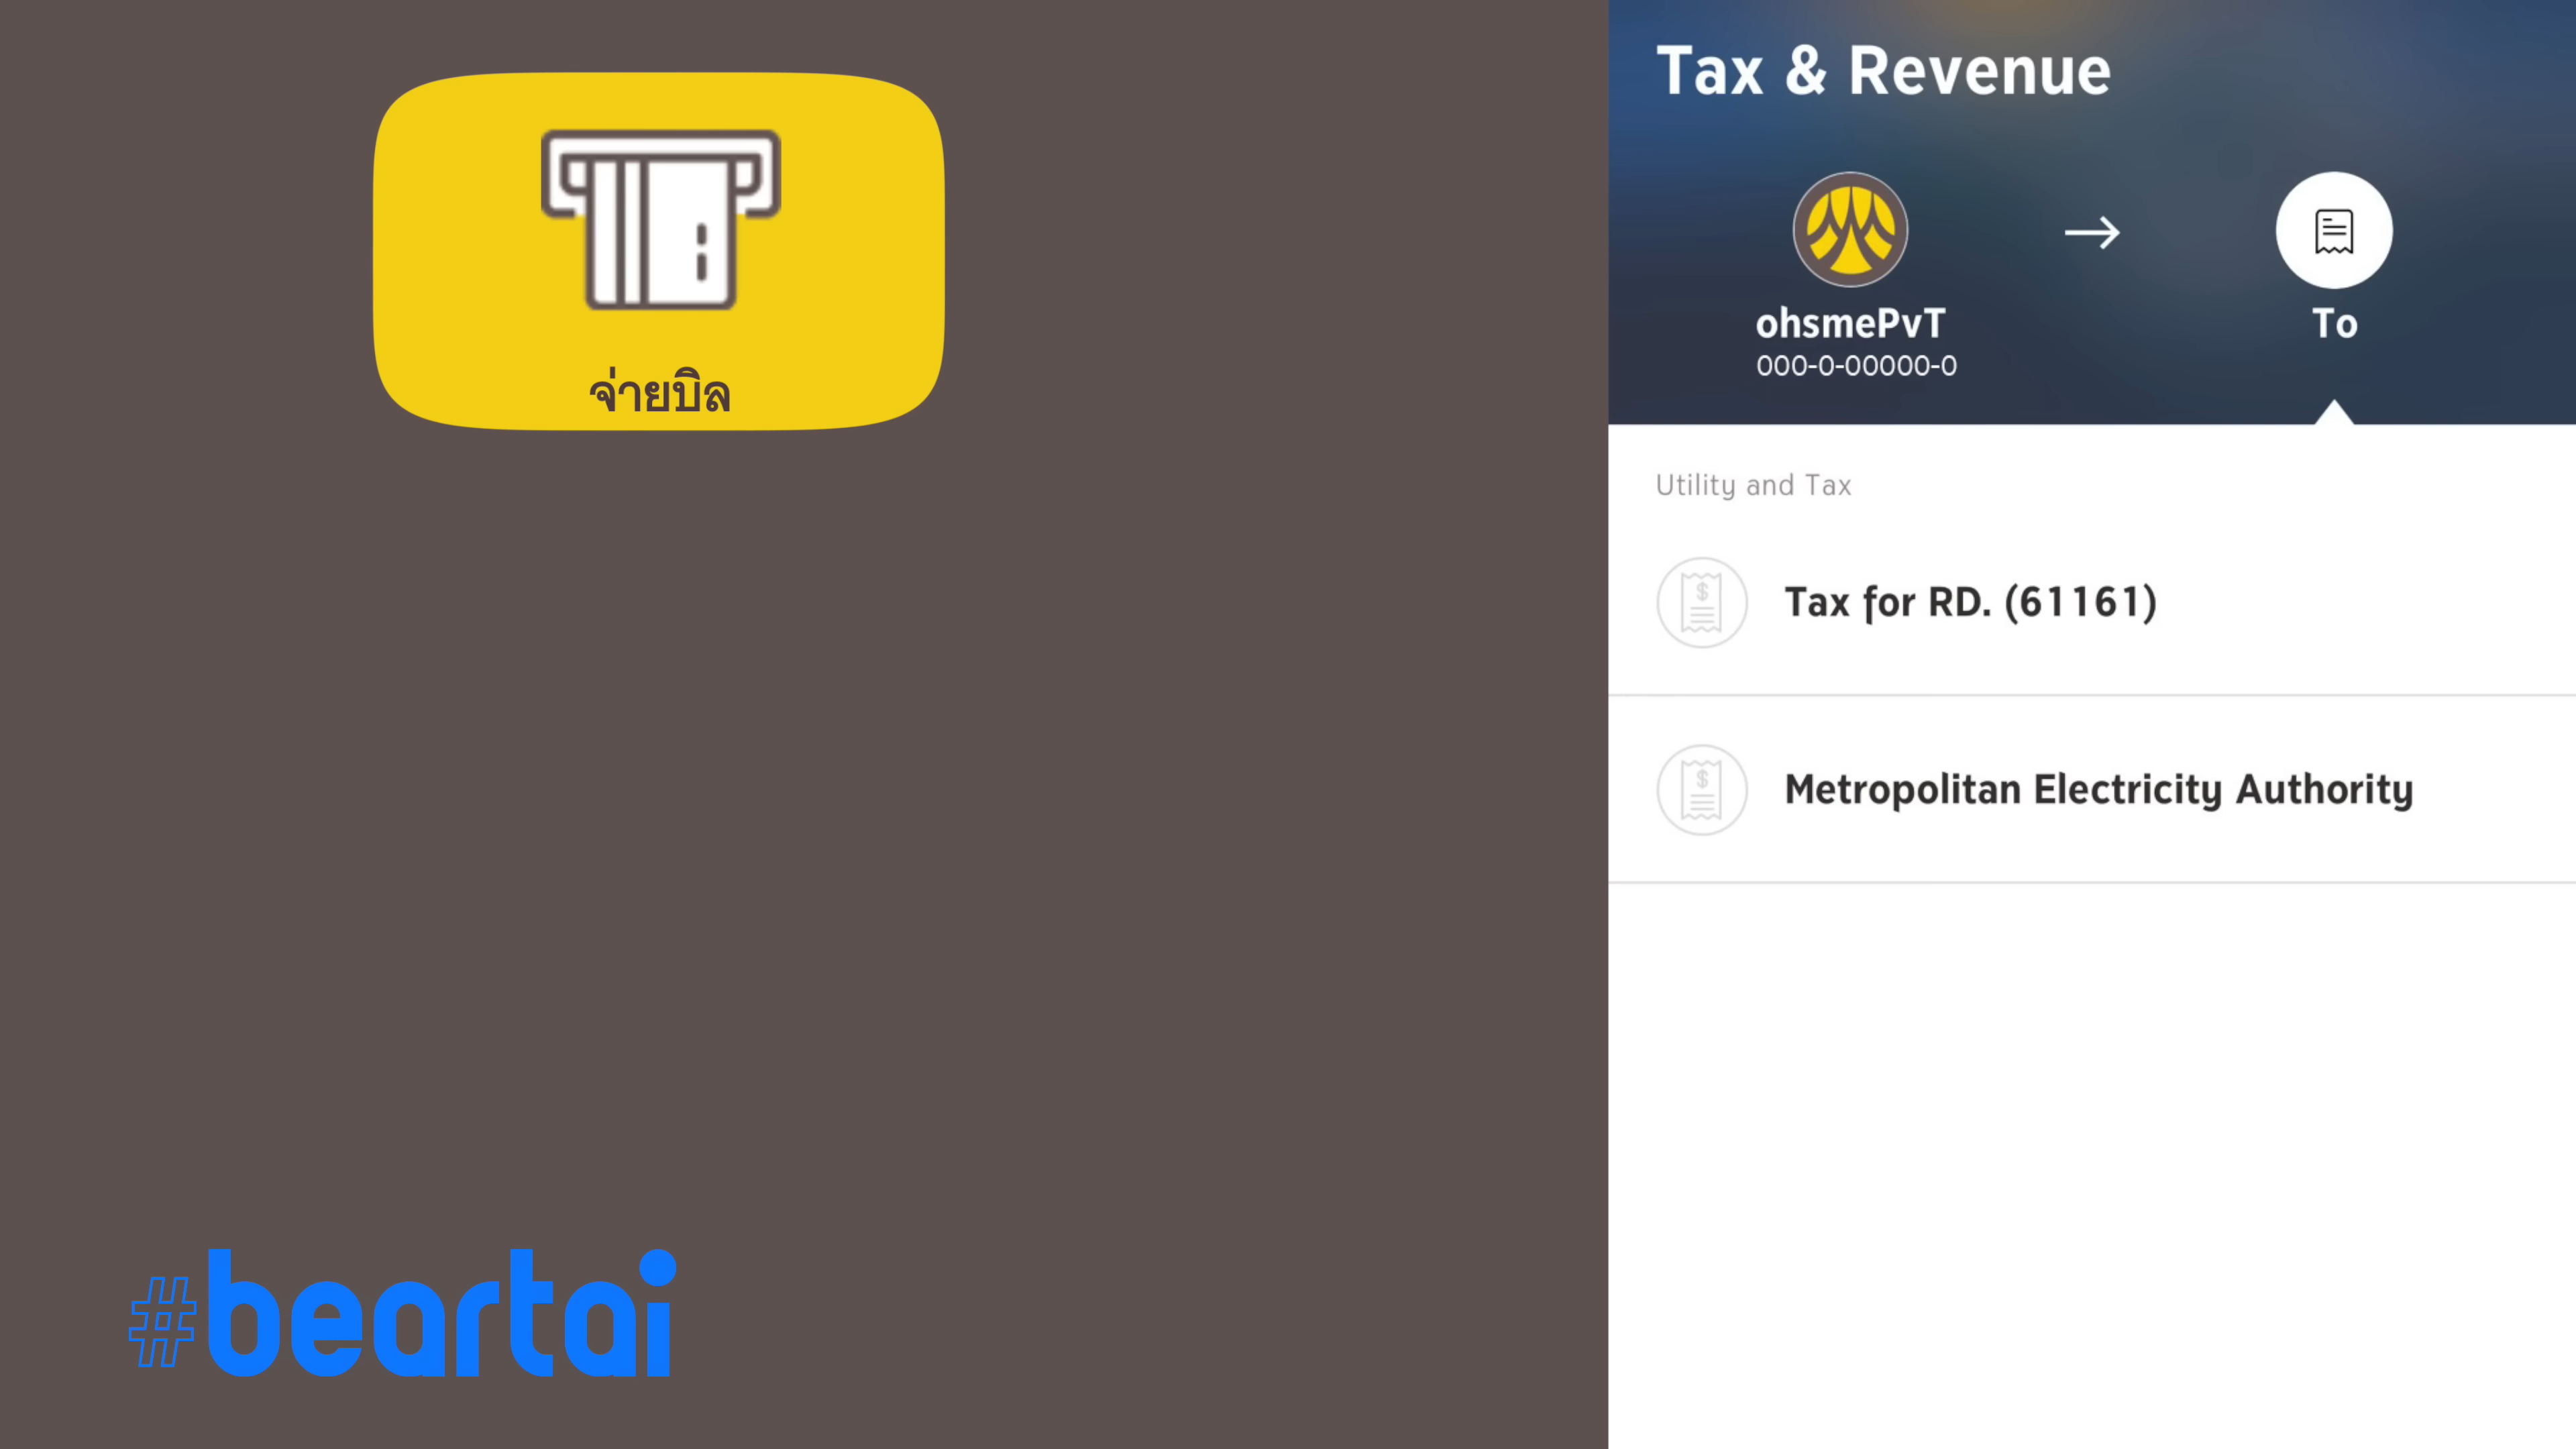 จ่ายบิล
#beartai
Tax & Revenue
ohsmePvT
000-0-00000-0
To
Utility and Tax
Tax for RD. (61161)
Metropolitan Electricity Authority